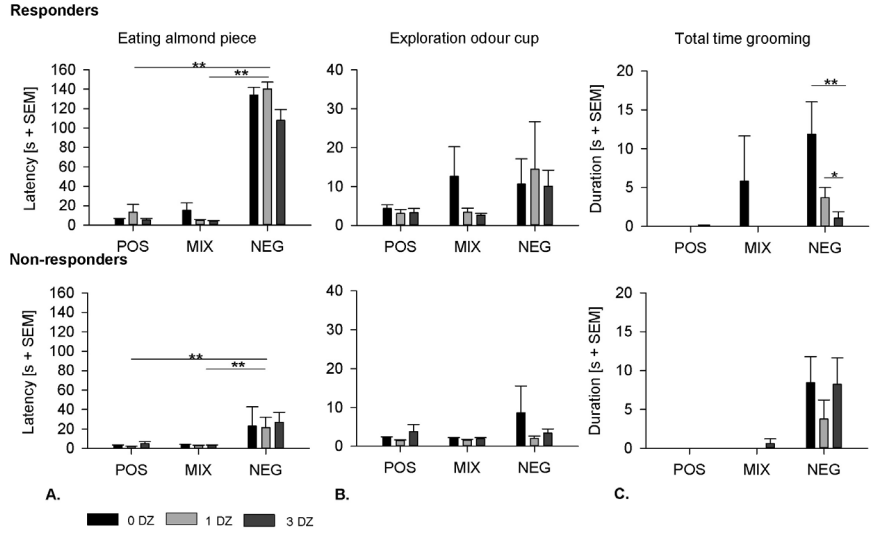 Responders
Eating almond piece
Exploration odour cup
Total time grooming
Latency [s + SEM]
160
140
120
100
80
60
40
20
0
**
**
POS MIX NEG
40
30
20
10
0
POS MIX NEG
Duration [s + SEM]
20
15
10
5
0
**
*
POS MIX NEG
Non-responders
Latency [s + SEM]
160
140
120
100
80
60
40
20
0
**
**
POS MIX NEG
40
30
20
10
0
POS MIX NEG
Duration [s + SEM]
20
15
10
5
0
POS MIX NEG
A. B. C.
0 DZ 1 DZ 3 DZ